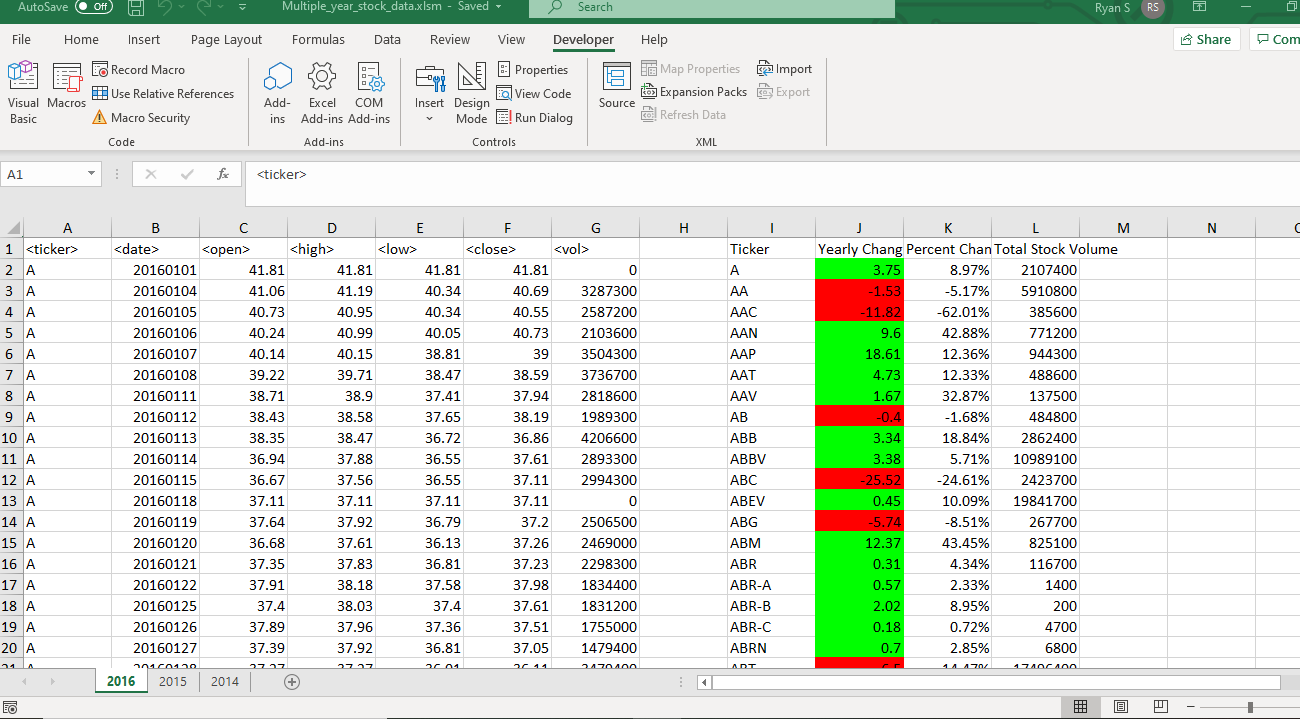 AutoSave Off Multiple_year_stock_data.xlsm - Saved Search Ryan S RS
File Home Insert Page Layout Formulas Data Review View Developer Help Share Com
Visual Basic Macros Record Macro Use Relative References Macro Security Code
Add-ins Excel Add-ins COM Add-ins Add-ins
Insert Design Mode Properties View Code Run Dialog Controls
Source Map Properties Expansion Packs Refresh Data Import Export XML
A1 fx <ticker>
A B C D E F G H I J K L M N
1 <ticker> <date> <open> <high> <low> <close> <vol> Ticker Yearly Chang Percent Chan Total Stock Volume
2 A 20160101 41.81 41.81 41.81 41.81 0 A 3.75 8.97% 2107400
3 A 20160104 41.06 41.19 40.34 40.69 3287300 AA -1.53 -5.17% 5910800
4 A 20160105 40.73 40.95 40.34 40.55 2587200 AAC -11.82 -62.01% 385600
5 A 20160106 40.24 40.99 40.05 40.73 2103600 AAN 9.6 42.88% 771200
6 A 20160107 40.14 40.15 38.81 39 3504300 AAP 18.61 12.36% 944300
7 A 20160108 39.22 39.71 38.47 38.59 3736700 AAT 4.73 12.33% 488600
8 A 20160111 38.71 38.9 37.41 37.94 2818600 AAV 1.67 32.87% 137500
9 A 20160112 38.43 38.58 37.65 38.19 1989300 AB -0.4 -1.68% 484800
10 A 20160113 38.35 38.47 36.72 36.86 4206600 ABB 3.34 18.84% 2862400
11 A 20160114 36.94 37.88 36.55 37.61 2893300 ABBV 3.38 5.71% 10989100
12 A 20160115 36.67 37.56 36.55 37.11 2994300 ABC -25.52 -24.61% 2423700
13 A 20160118 37.11 37.11 37.11 37.11 0 ABEV 0.45 10.09% 19841700
14 A 20160119 37.64 37.92 36.79 37.2 2506500 ABG -5.74 -8.51% 267700
15 A 20160120 36.68 37.61 36.13 37.26 2469000 ABM 12.37 43.45% 825100
16 A 20160121 37.35 37.83 36.81 37.23 2298300 ABR 0.31 4.34% 116700
17 A 20160122 37.91 38.18 37.58 37.98 1834400 ABR-A 0.57 2.33% 1400
18 A 20160125 37.4 38.03 37.4 37.61 1831200 ABR-B 2.02 8.95% 200
19 A 20160126 37.89 37.96 37.36 37.51 1755000 ABR-C 0.18 0.72% 4700
20 A 20160127 37.39 37.92 36.81 37.05 1479400 ABRN 0.7 2.85% 6800
2016 2015 2014